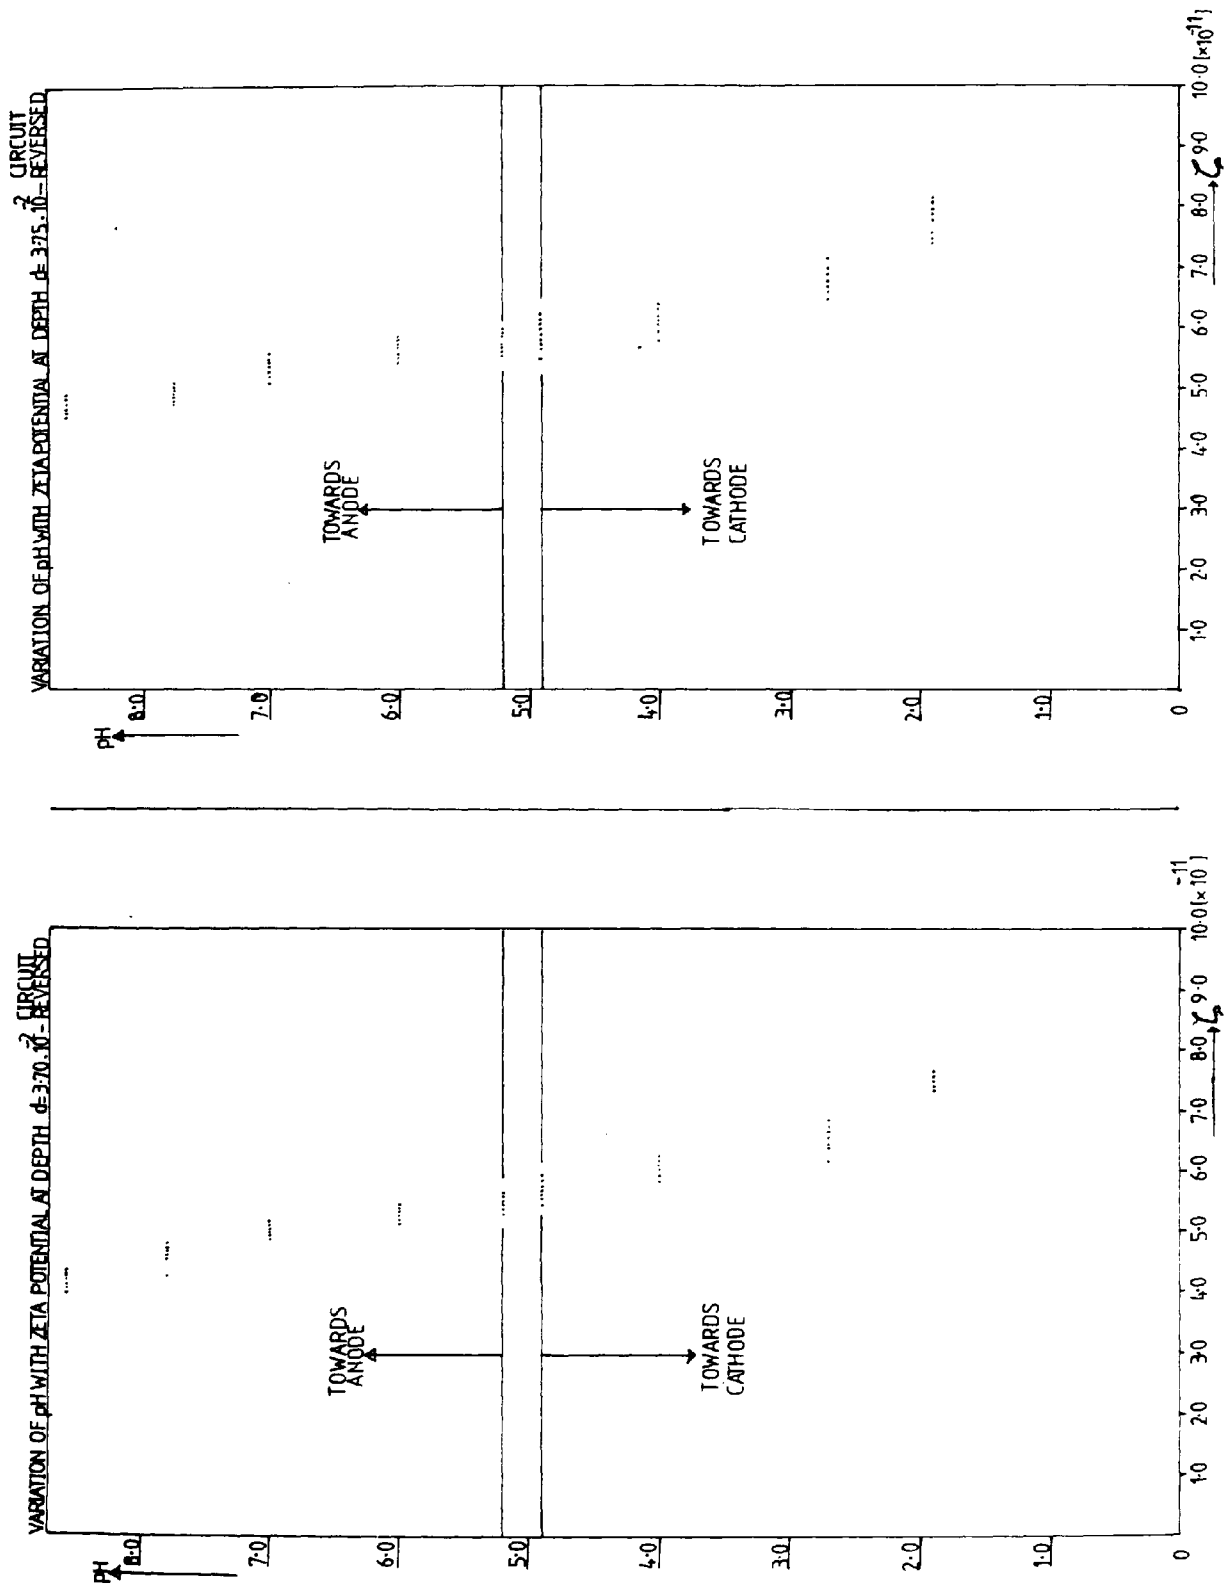 VARIATION OF pH WITH ZETA POTENTIAL AT DEPTH d= 3·70.10⁻² - REVERSED CIRCUIT
pH
8·0
7·0
6·0
5·0
4·0
3·0
2·0
1·0
0
TOWARDS
ANODE
TOWARDS
CATHODE
1·0 2·0 3·0 4·0 5·0 6·0 7·0 8·0 9·0 10·0 [×10⁻¹¹]
ζ
VARIATION OF pH WITH ZETA POTENTIAL AT DEPTH d= 3·75.10⁻² - REVERSED CIRCUIT
pH
8·0
7·0
6·0
5·0
4·0
3·0
2·0
1·0
0
TOWARDS
ANODE
TOWARDS
CATHODE
1·0 2·0 3·0 4·0 5·0 6·0 7·0 8·0 9·0 10·0 [×10⁻¹¹]
ζ